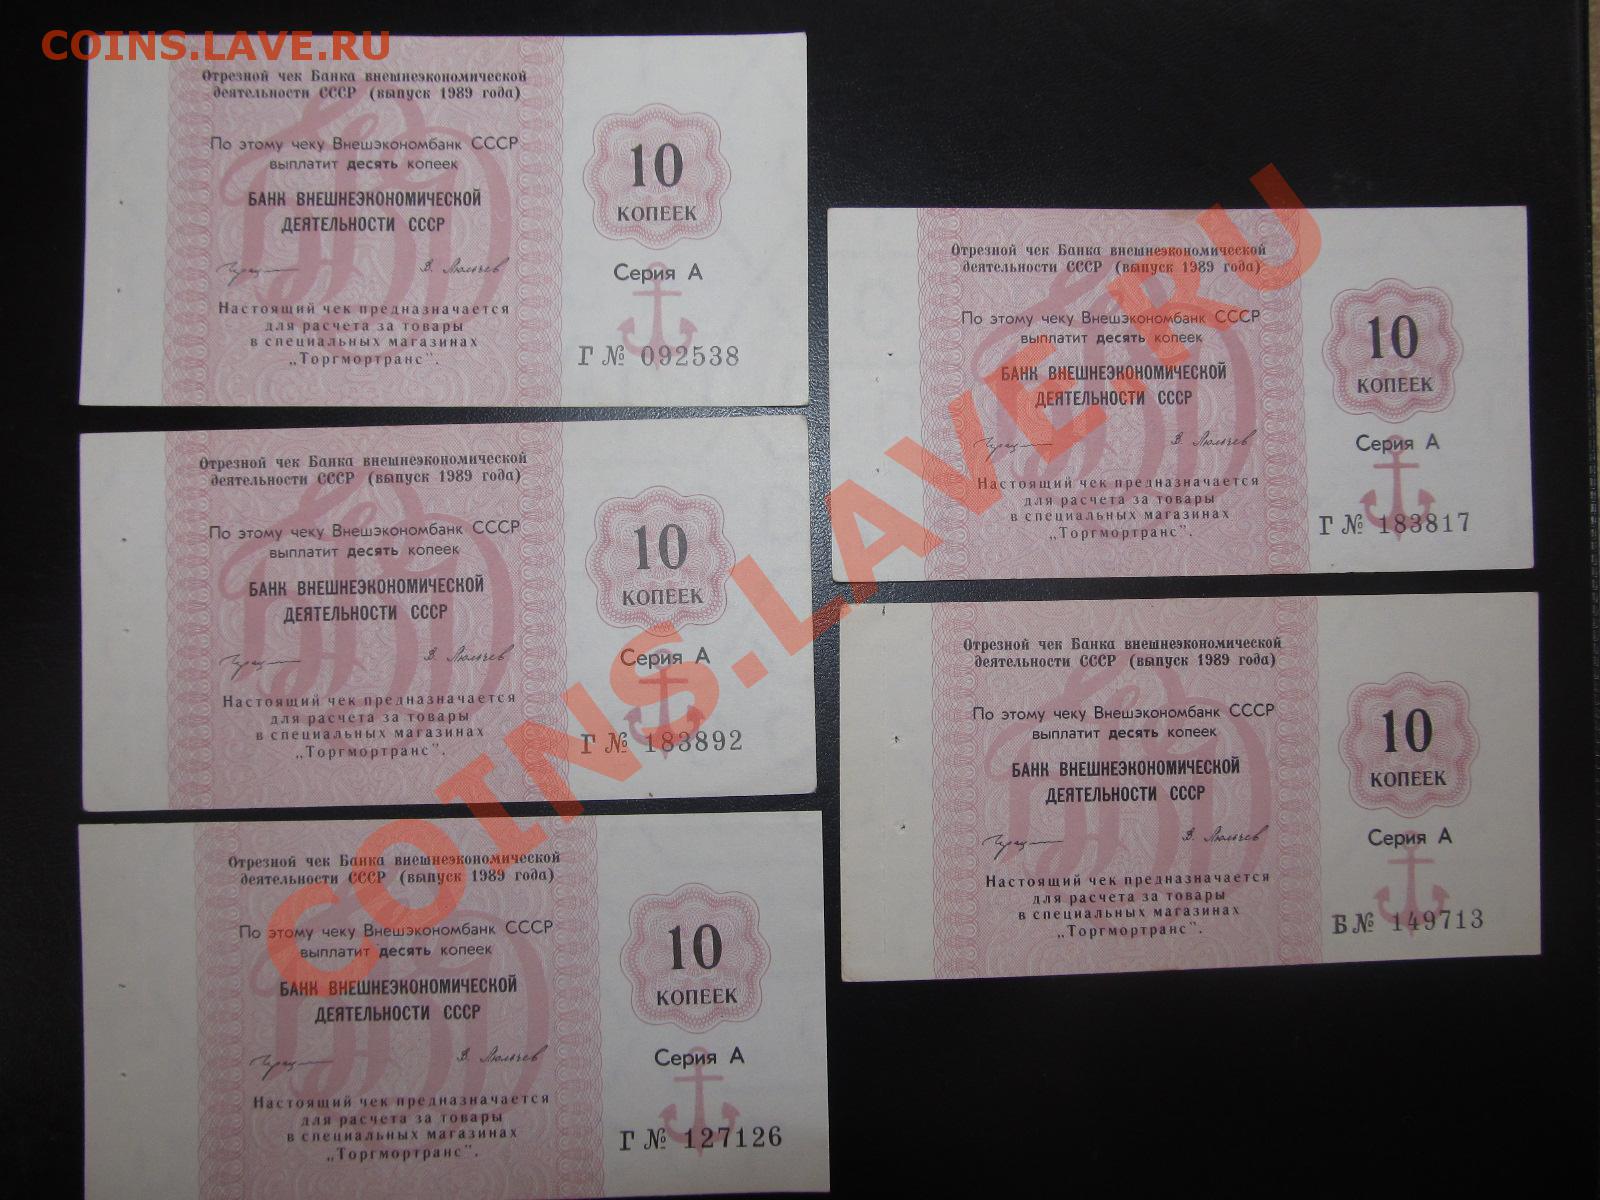 COINS.LAVE.RU
Отрезной чек Банка внешнеэкономической
деятельности СССР (выпуск 1989 года)
По этому чеку Внешэкономбанк СССР
выплатит десять копеек
БАНК ВНЕШНЕЭКОНОМИЧЕСКОЙ
ДЕЯТЕЛЬНОСТИ СССР
В. Люльчев
Настоящий чек предназначается
для расчета за товары
в специальных магазинах
„Торгмортранс".
10
КОПЕЕК
Серия А
Г № 092538
Отрезной чек Банка внешнеэкономической
деятельности СССР (выпуск 1989 года)
По этому чеку Внешэкономбанк СССР
выплатит десять копеек
БАНК ВНЕШНЕЭКОНОМИЧЕСКОЙ
ДЕЯТЕЛЬНОСТИ СССР
В. Люльчев
Настоящий чек предназначается
для расчета за товары
в специальных магазинах
„Торгмортранс".
10
КОПЕЕК
Серия А
Г № 183892
Отрезной чек Банка внешнеэкономической
деятельности СССР (выпуск 1989 года)
По этому чеку Внешэкономбанк СССР
выплатит десять копеек
БАНК ВНЕШНЕЭКОНОМИЧЕСКОЙ
ДЕЯТЕЛЬНОСТИ СССР
В. Люльчев
Настоящий чек предназначается
для расчета за товары
в специальных магазинах
„Торгмортранс".
10
КОПЕЕК
Серия А
Г № 127126
Отрезной чек Банка внешнеэкономической
деятельности СССР (выпуск 1989 года)
По этому чеку Внешэкономбанк СССР
выплатит десять копеек
БАНК ВНЕШНЕЭКОНОМИЧЕСКОЙ
ДЕЯТЕЛЬНОСТИ СССР
В. Люльчев
Настоящий чек предназначается
для расчета за товары
в специальных магазинах
„Торгмортранс".
10
КОПЕЕК
Серия А
Г № 183817
Отрезной чек Банка внешнеэкономической
деятельности СССР (выпуск 1989 года)
По этому чеку Внешэкономбанк СССР
выплатит десять копеек
БАНК ВНЕШНЕЭКОНОМИЧЕСКОЙ
ДЕЯТЕЛЬНОСТИ СССР
В. Люльчев
Настоящий чек предназначается
для расчета за товары
в специальных магазинах
„Торгмортранс".
10
КОПЕЕК
Серия А
Б № 149713
COINS.LAVE.RU